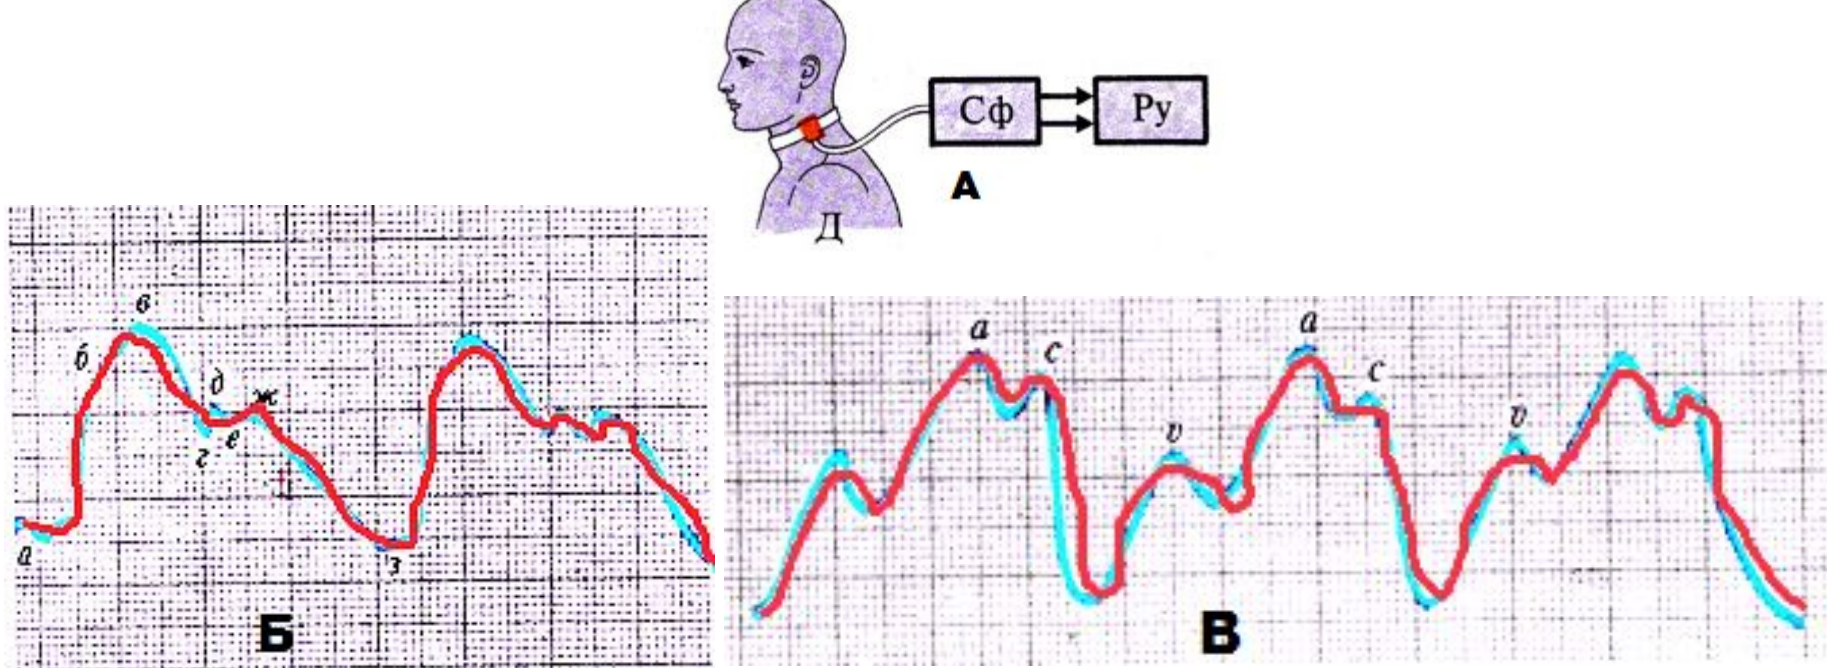 Сф
Ру
А
Д
в
б
д
ж
е
г
а
з
Б
а
с
v
а
с
v
В